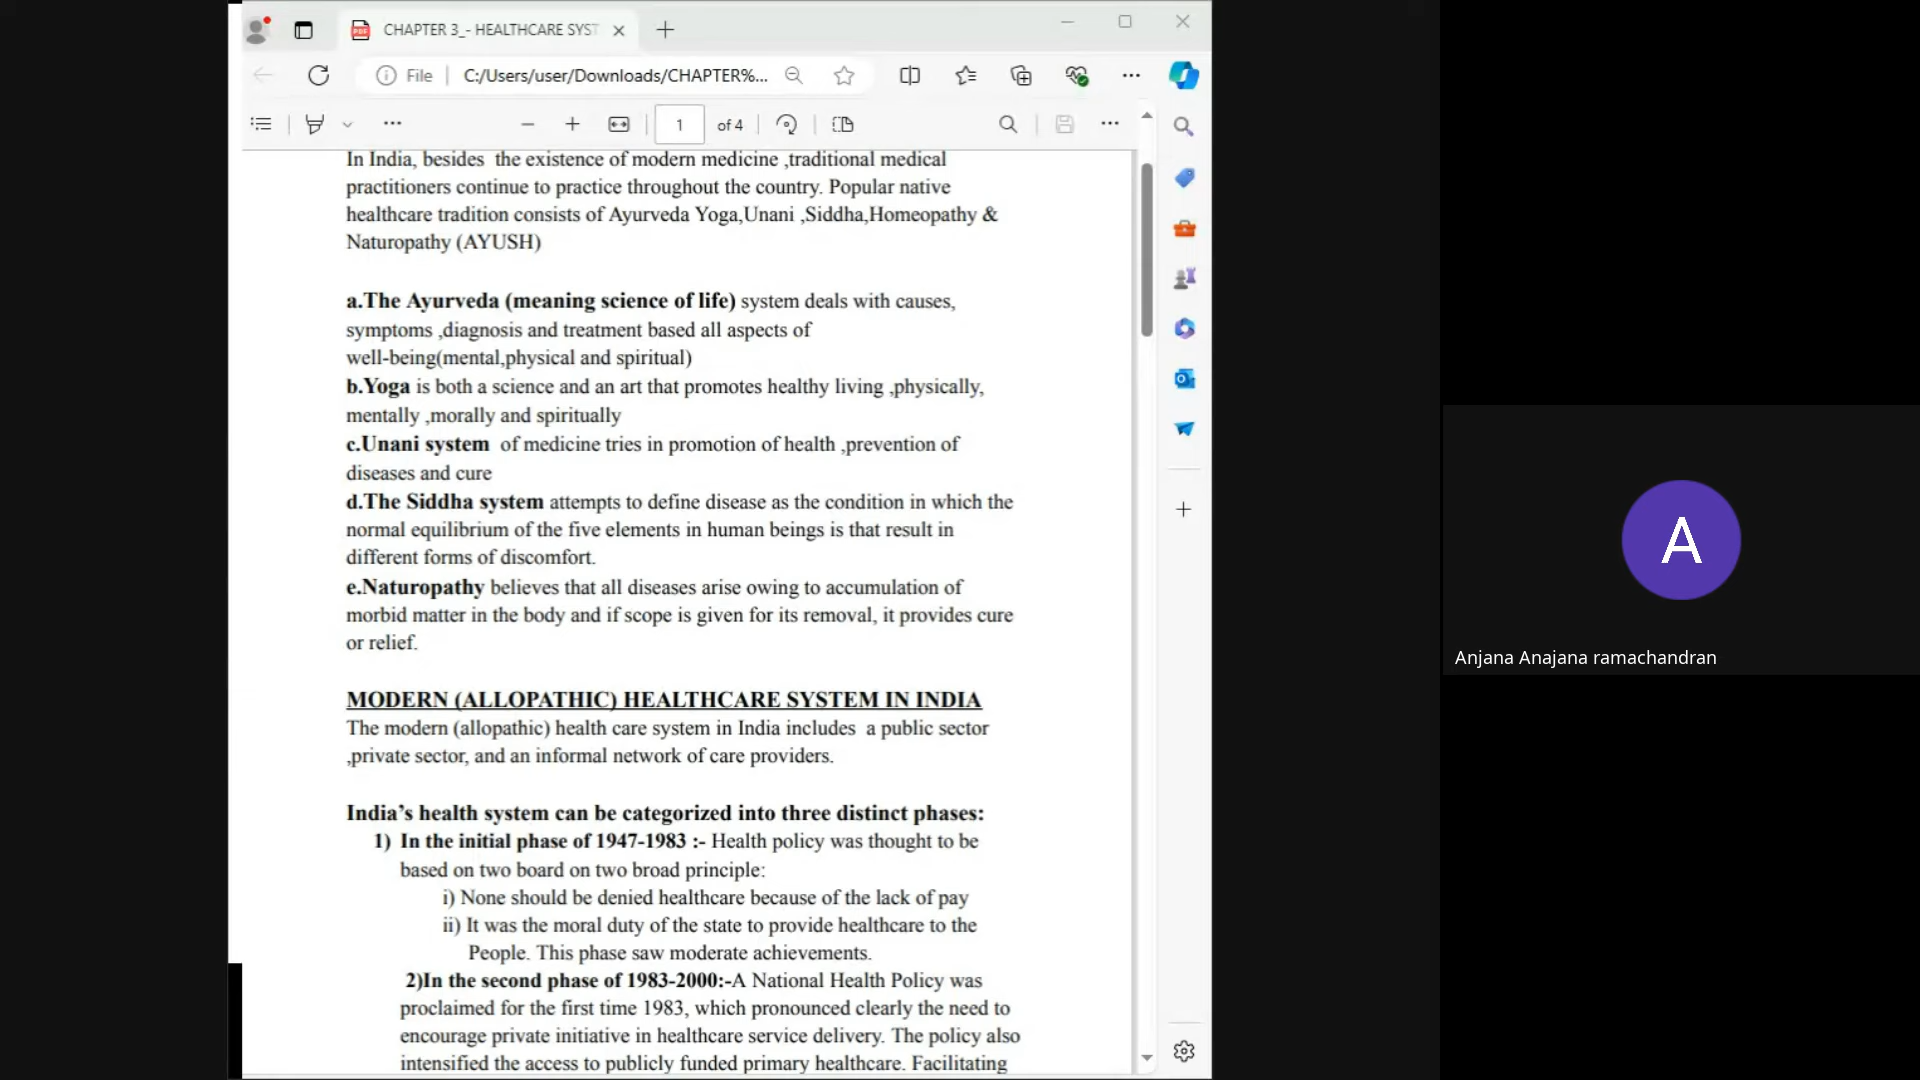 CHAPTER 3_- HEALTHCARE SYST
File
C:/Users/user/Downloads/CHAPTER%...
1
of 4
In India, besides the existence of modern medicine ,traditional medical
practitioners continue to practice throughout the country. Popular native
healthcare tradition consists of Ayurveda Yoga,Unani ,Siddha,Homeopathy &
Naturopathy (AYUSH)
a.The Ayurveda (meaning science of life) system deals with causes,
symptoms ,diagnosis and treatment based all aspects of
well-being(mental,physical and spiritual)
b.Yoga is both a science and an art that promotes healthy living ,physically,
mentally ,morally and spiritually
c.Unani system of medicine tries in promotion of health ,prevention of
diseases and cure
d.The Siddha system attempts to define disease as the condition in which the
normal equilibrium of the five elements in human beings is that result in
different forms of discomfort.
e.Naturopathy believes that all diseases arise owing to accumulation of
morbid matter in the body and if scope is given for its removal, it provides cure
or relief.
MODERN (ALLOPATHIC) HEALTHCARE SYSTEM IN INDIA
The modern (allopathic) health care system in India includes a public sector
,private sector, and an informal network of care providers.
India's health system can be categorized into three distinct phases:
1) In the initial phase of 1947-1983 :- Health policy was thought to be
based on two board on two broad principle:
i) None should be denied healthcare because of the lack of pay
ii) It was the moral duty of the state to provide healthcare to the
People. This phase saw moderate achievements.
2)In the second phase of 1983-2000:-A National Health Policy was
proclaimed for the first time 1983, which pronounced clearly the need to
encourage private initiative in healthcare service delivery. The policy also
intensified the access to publicly funded primary healthcare. Facilitating
A
Anjana Anajana ramachandran